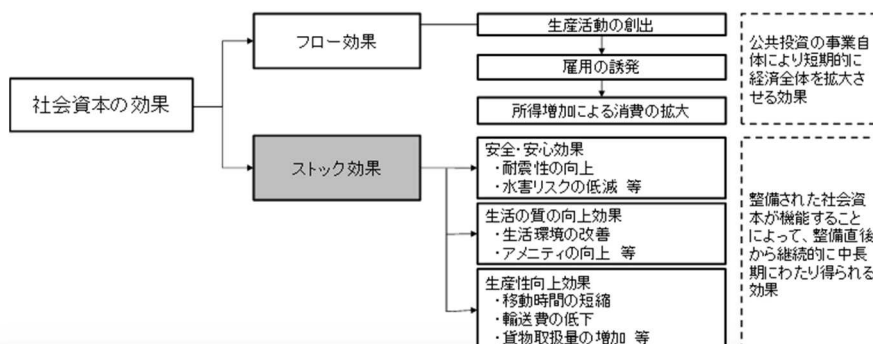 社会資本の効果
フロー効果
生産活動の創出
雇用の誘発
所得増加による消費の拡大
公共投資の事業自
体により短期的に
経済全体を拡大さ
せる効果
ストック効果
安全・安心効果
・耐震性の向上
・水害リスクの低減 等
生活の質の向上効果
・生活環境の改善
・アメニティの向上 等
生産性向上効果
・移動時間の短縮
・輸送費の低下
・貨物取扱量の増加 等
整備された社会資
本が機能すること
によって、整備直後
から継続的に中長
期にわたり得られる
効果